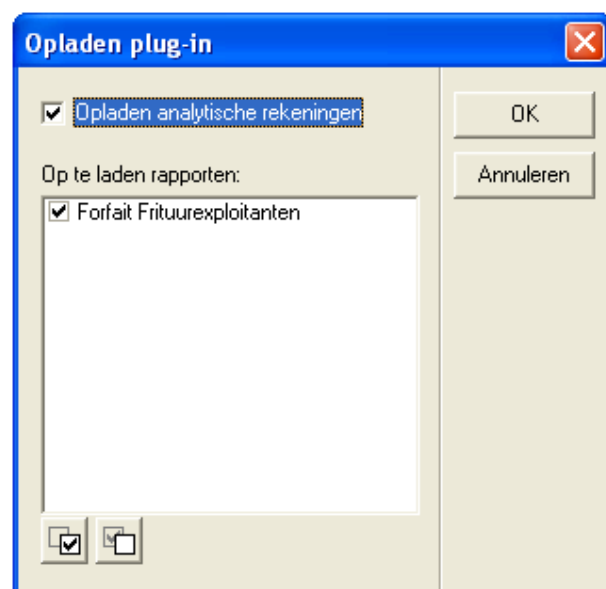 Opladen plug-in
Opladen analytische rekeningen
OK
Annuleren
Op te laden rapporten:
Forfait Frituurexploitanten